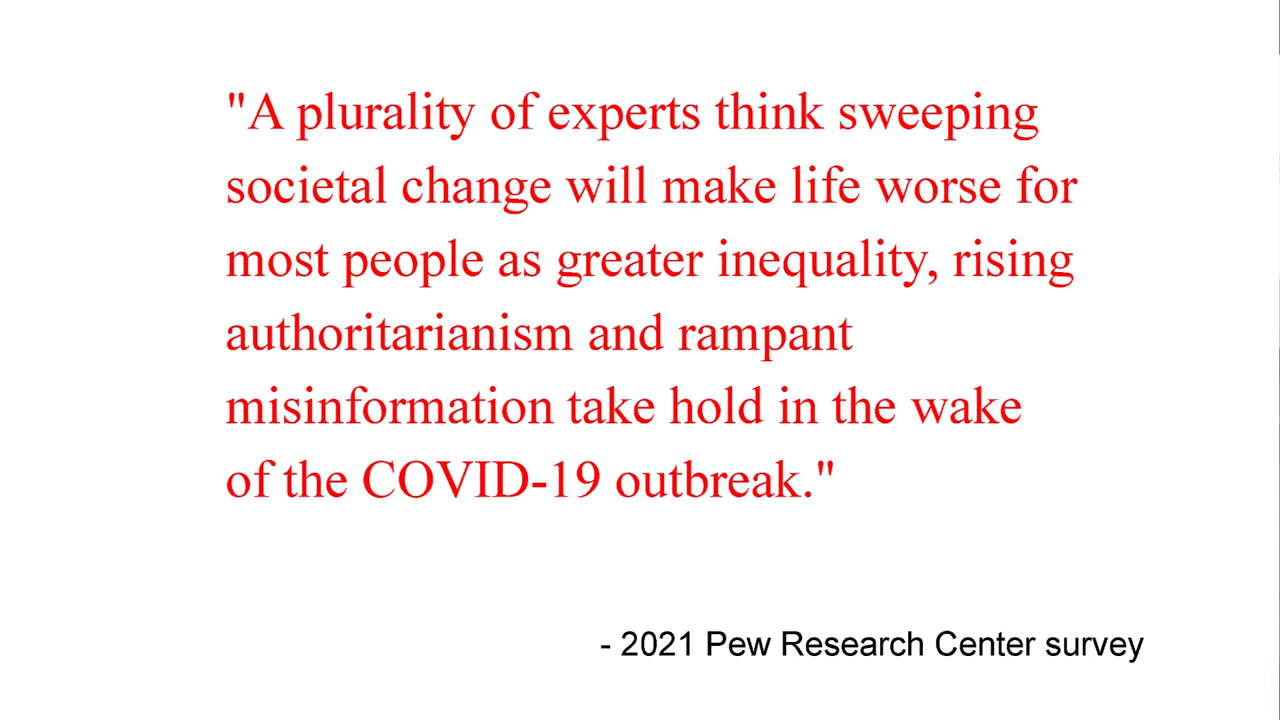 "A plurality of experts think sweeping
societal change will make life worse for
most people as greater inequality, rising
authoritarianism and rampant
misinformation take hold in the wake
of the COVID-19 outbreak."
- 2021 Pew Research Center survey